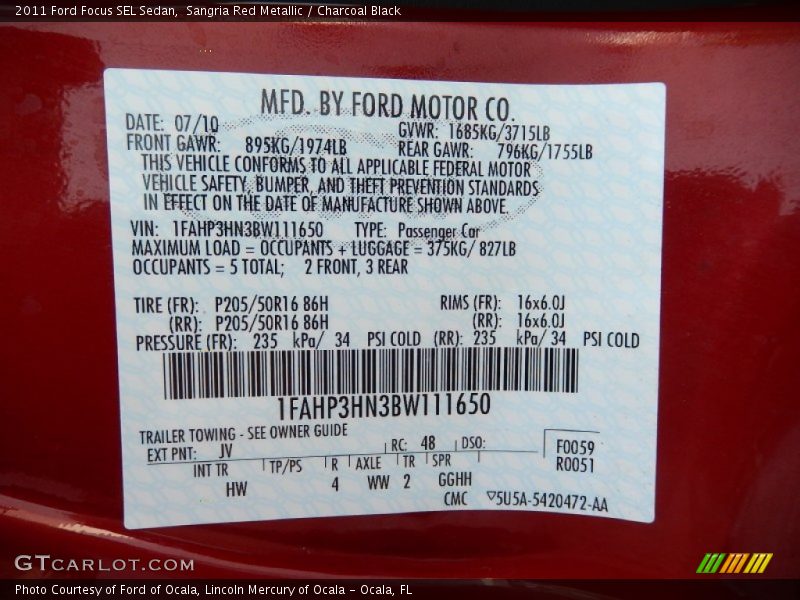 2011 Ford Focus SEL Sedan, Sangria Red Metallic / Charcoal Black
MFD. BY FORD MOTOR CO.
DATE: 07/10 GVWR: 1685KG/3715LB
FRONT GAWR: 895KG/1974LB REAR GAWR: 796KG/1755LB
THIS VEHICLE CONFORMS TO ALL APPLICABLE FEDERAL MOTOR
VEHICLE SAFETY, BUMPER, AND THEFT PREVENTION STANDARDS
IN EFFECT ON THE DATE OF MANUFACTURE SHOWN ABOVE.
VIN: 1FAHP3HN3BW111650 TYPE: Passenger Car
MAXIMUM LOAD = OCCUPANTS + LUGGAGE = 375KG/ 827LB
OCCUPANTS = 5 TOTAL; 2 FRONT, 3 REAR
TIRE (FR): P205/50R16 86H RIMS (FR): 16x6.0J
(RR): P205/50R16 86H (RR): 16x6.0J
PRESSURE (FR): 235 kPa/ 34 PSI COLD (RR): 235 kPa/ 34 PSI COLD
1FAHP3HN3BW111650
TRAILER TOWING - SEE OWNER GUIDE
EXT PNT: JV RC: 48 DSO: F0059
INT TR TP/PS R AXLE TR SPR R0051
HW 4 WW 2 GGHH
CMC ▽5U5A-5420472-AA
GTCARLOT.COM
Photo Courtesy of Ford of Ocala, Lincoln Mercury of Ocala - Ocala, FL